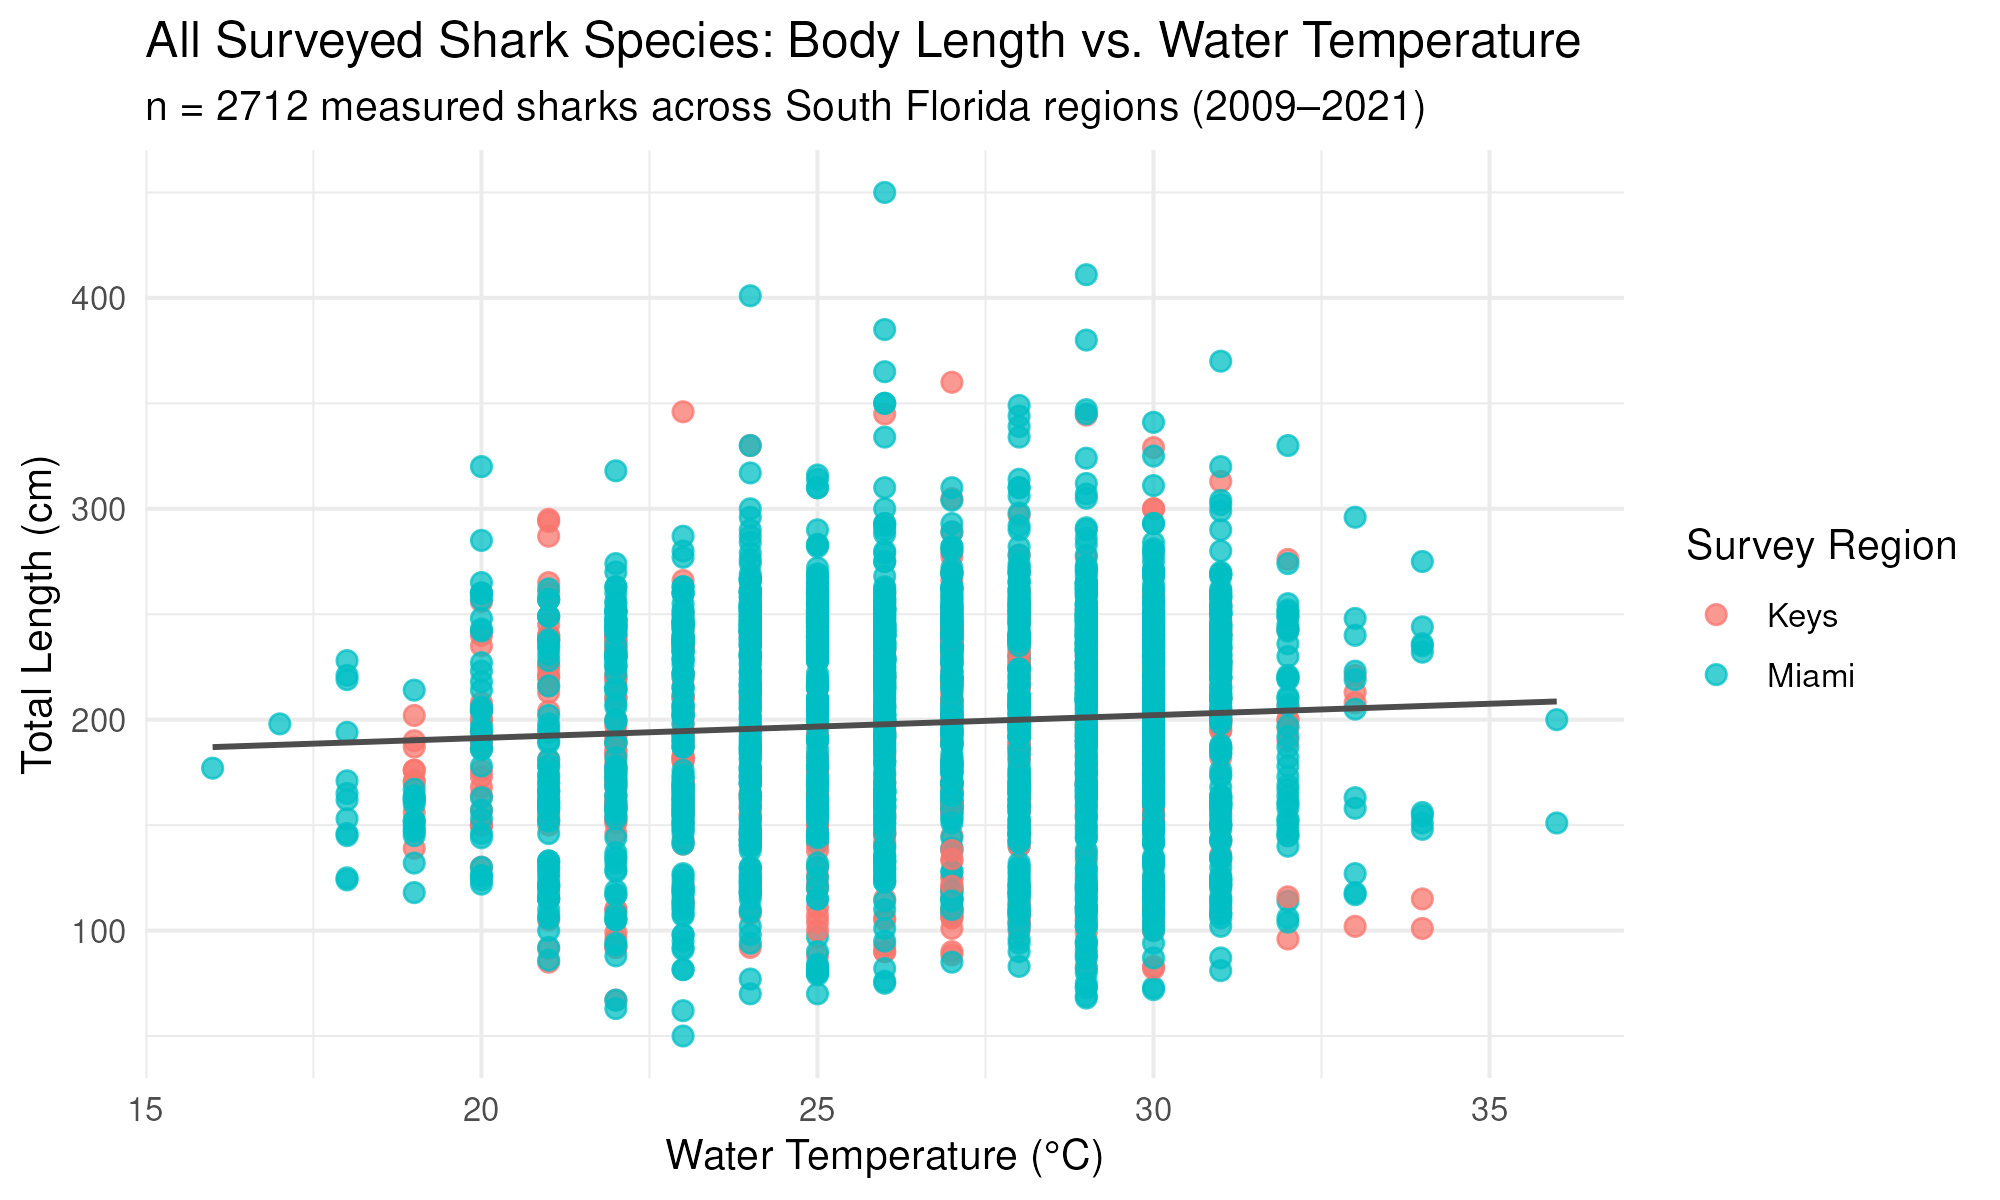 All Surveyed Shark Species: Body Length vs. Water Temperature
n = 2712 measured sharks across South Florida regions (2009–2021)
Total Length (cm)
400
300
200
100
15
20
25
30
35
Water Temperature (°C)
Survey Region
Keys
Miami